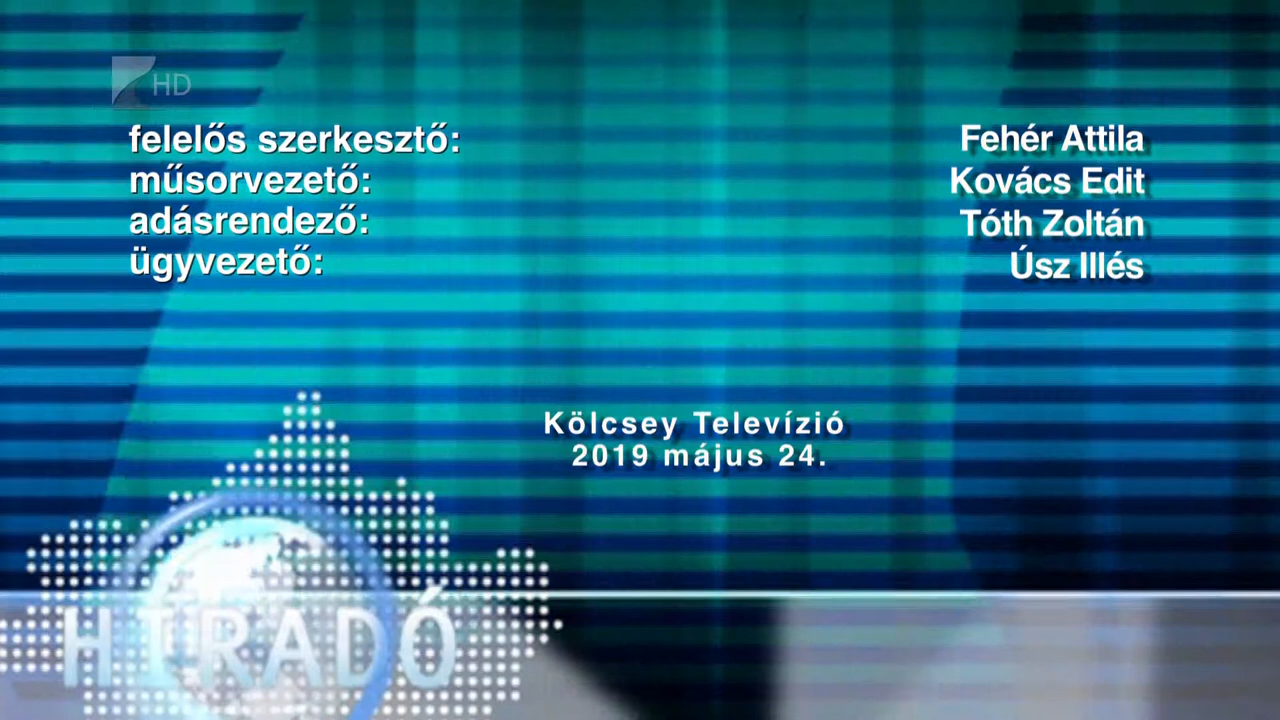 HD
felelős szerkesztő: Fehér Attila
műsorvezető: Kovács Edit
adásrendező: Tóth Zoltán
ügyvezető: Úsz Illés
Kölcsey Televízió
2019 május 24.
HÍRADÓ